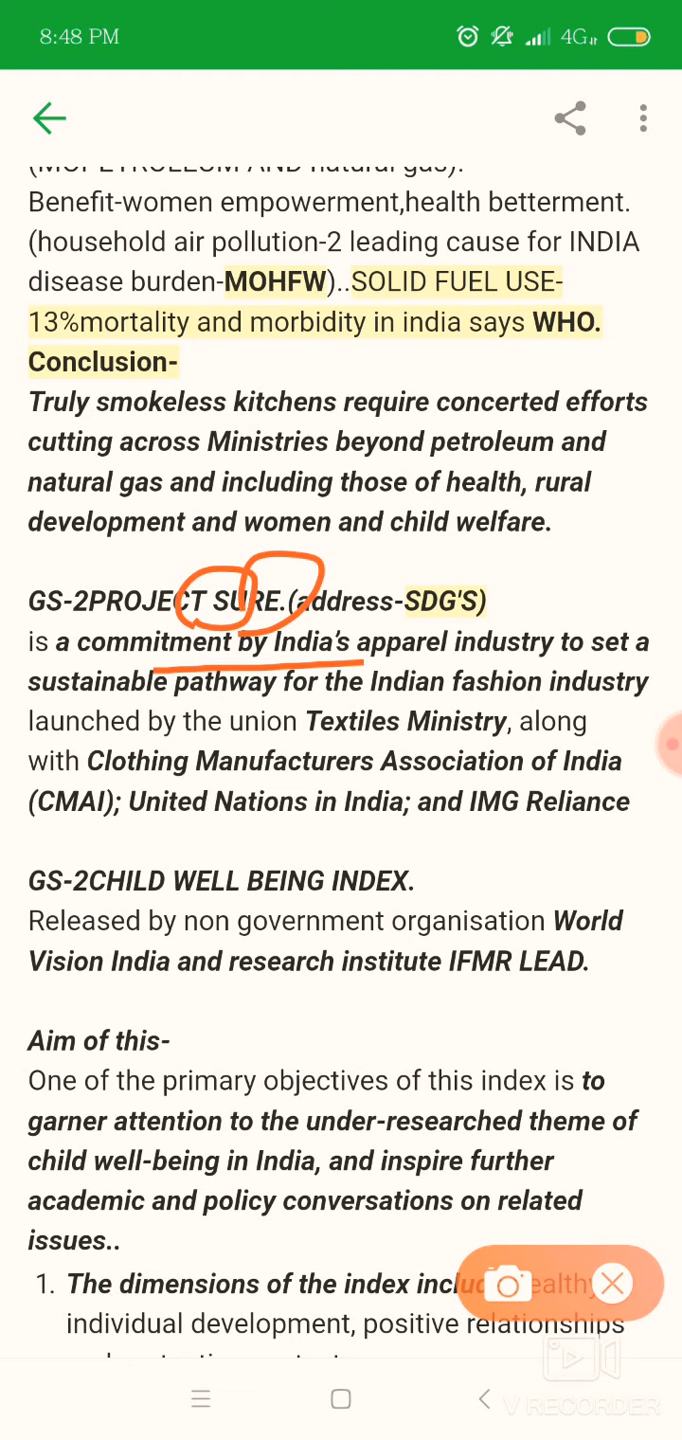 8:48 PM
4G
Benefit-women empowerment,health betterment.
(household air pollution-2 leading cause for INDIA
disease burden-MOHFW)..SOLID FUEL USE-
13%mortality and morbidity in india says WHO.
Conclusion-
Truly smokeless kitchens require concerted efforts
cutting across Ministries beyond petroleum and
natural gas and including those of health, rural
development and women and child welfare.
GS-2PROJECT SURE.(address-SDG'S)
is a commitment by India's apparel industry to set a
sustainable pathway for the Indian fashion industry
launched by the union Textiles Ministry, along
with Clothing Manufacturers Association of India
(CMAI); United Nations in India; and IMG Reliance
GS-2CHILD WELL BEING INDEX.
Released by non government organisation World
Vision India and research institute IFMR LEAD.
Aim of this-
One of the primary objectives of this index is to
garner attention to the under-researched theme of
child well-being in India, and inspire further
academic and policy conversations on related
issues..
1. The dimensions of the index
individual development, positive relationships
V RECORDER